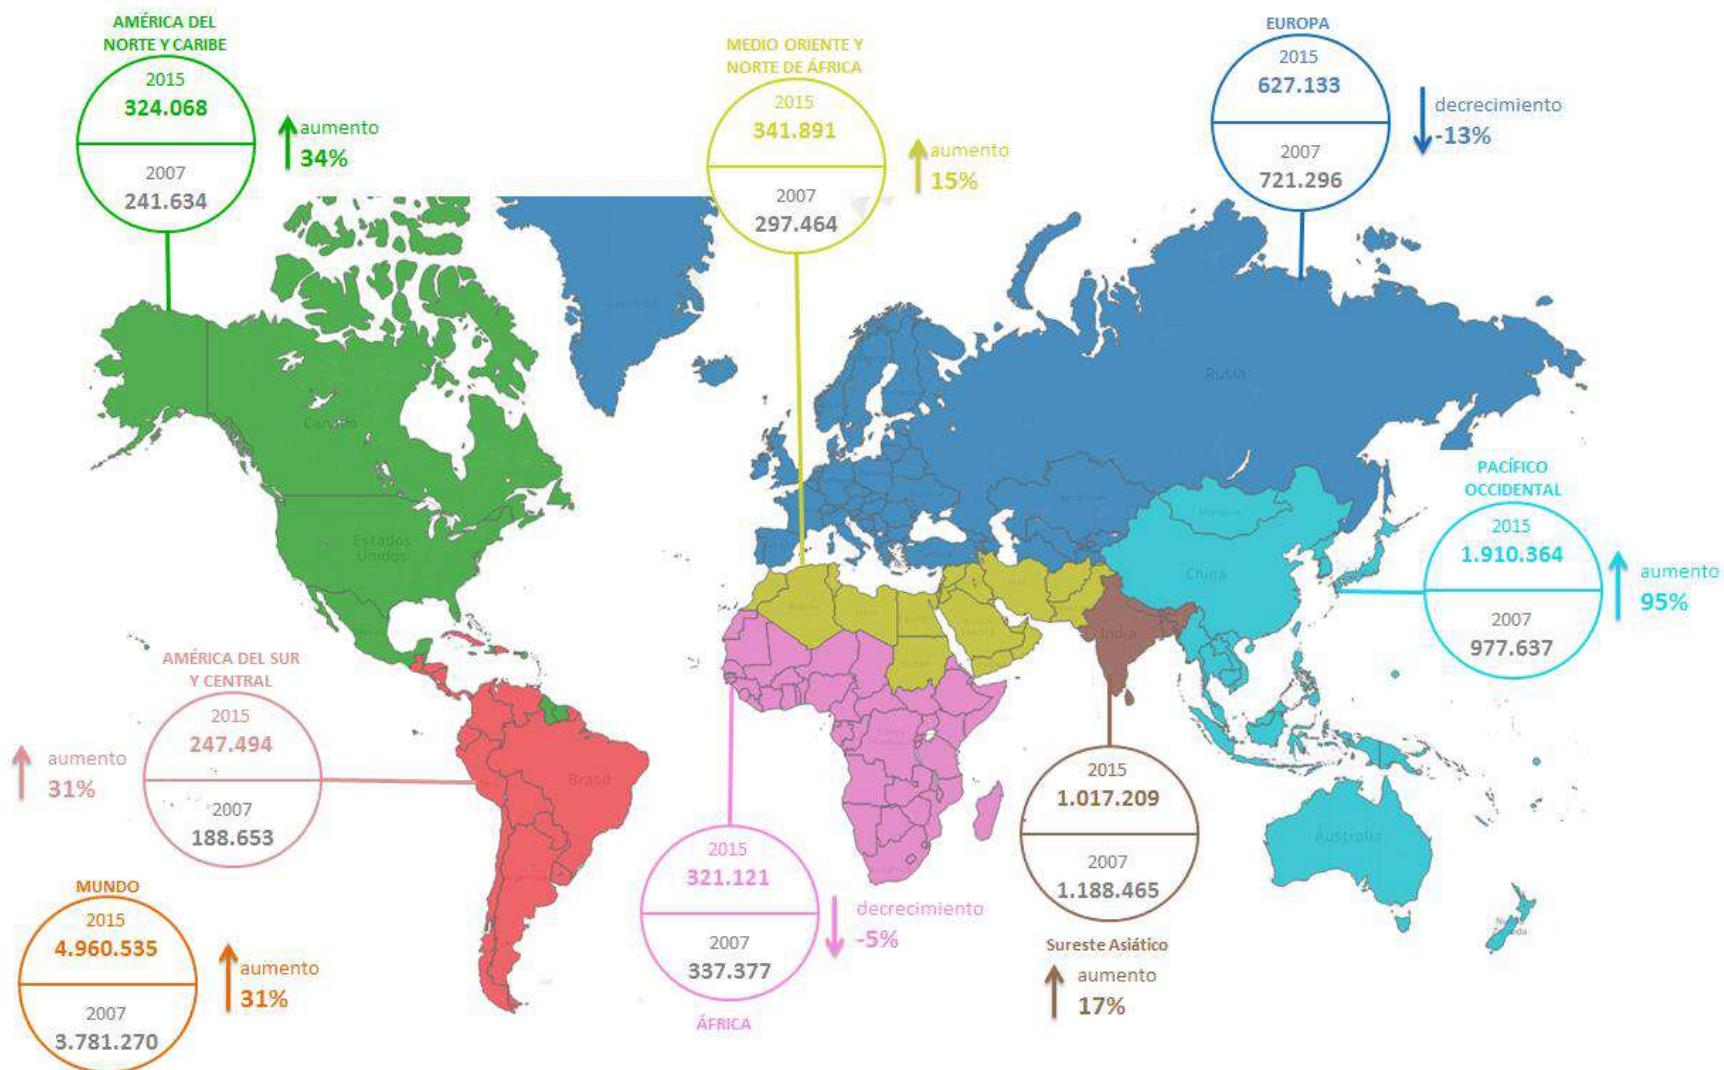 AMÉRICA DEL
NORTE Y CARIBE
2015
324.068
2007
241.634
aumento
34%
MEDIO ORIENTE Y
NORTE DE ÁFRICA
2015
341.891
2007
297.464
aumento
15%
EUROPA
2015
627.133
2007
721.296
decrecimiento
-13%
Rusia
Canadá
Estados
Unidos
PACÍFICO
OCCIDENTAL
2015
1.910.364
2007
977.637
aumento
95%
China
India
AMÉRICA DEL SUR
Y CENTRAL
2015
247.494
2007
188.653
aumento
31%
Brasil
Australia
2015
1.017.209
2007
1.188.465
Sureste Asiático
aumento
17%
2015
321.121
2007
337.377
ÁFRICA
decrecimiento
-5%
MUNDO
2015
4.960.535
2007
3.781.270
aumento
31%